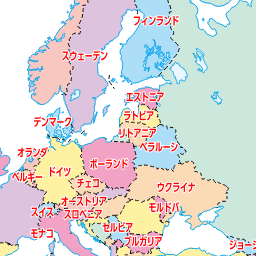 フィンランド
スウェーデン
エストニア
デンマーク
ラトビア
リトアニア
オランダ
ベラルーシ
ベルギー
ドイツ
ポーランド
チェコ
ウクライナ
オーストリア
スイス
スロベニア
モルドバ
モナコ
セルビア
ブルガリア
ジョー